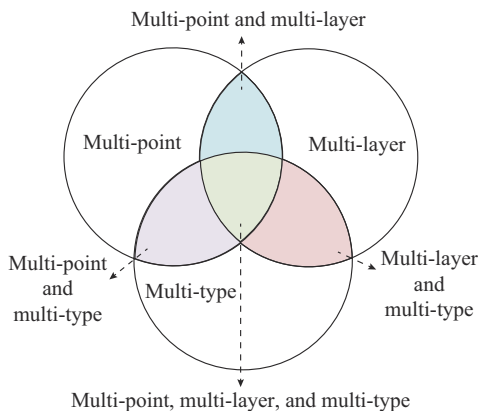 Multi-point and multi-layer
Multi-point
Multi-layer
Multi-point
and
multi-type
Multi-type
Multi-layer
and
multi-type
Multi-point, multi-layer, and multi-type